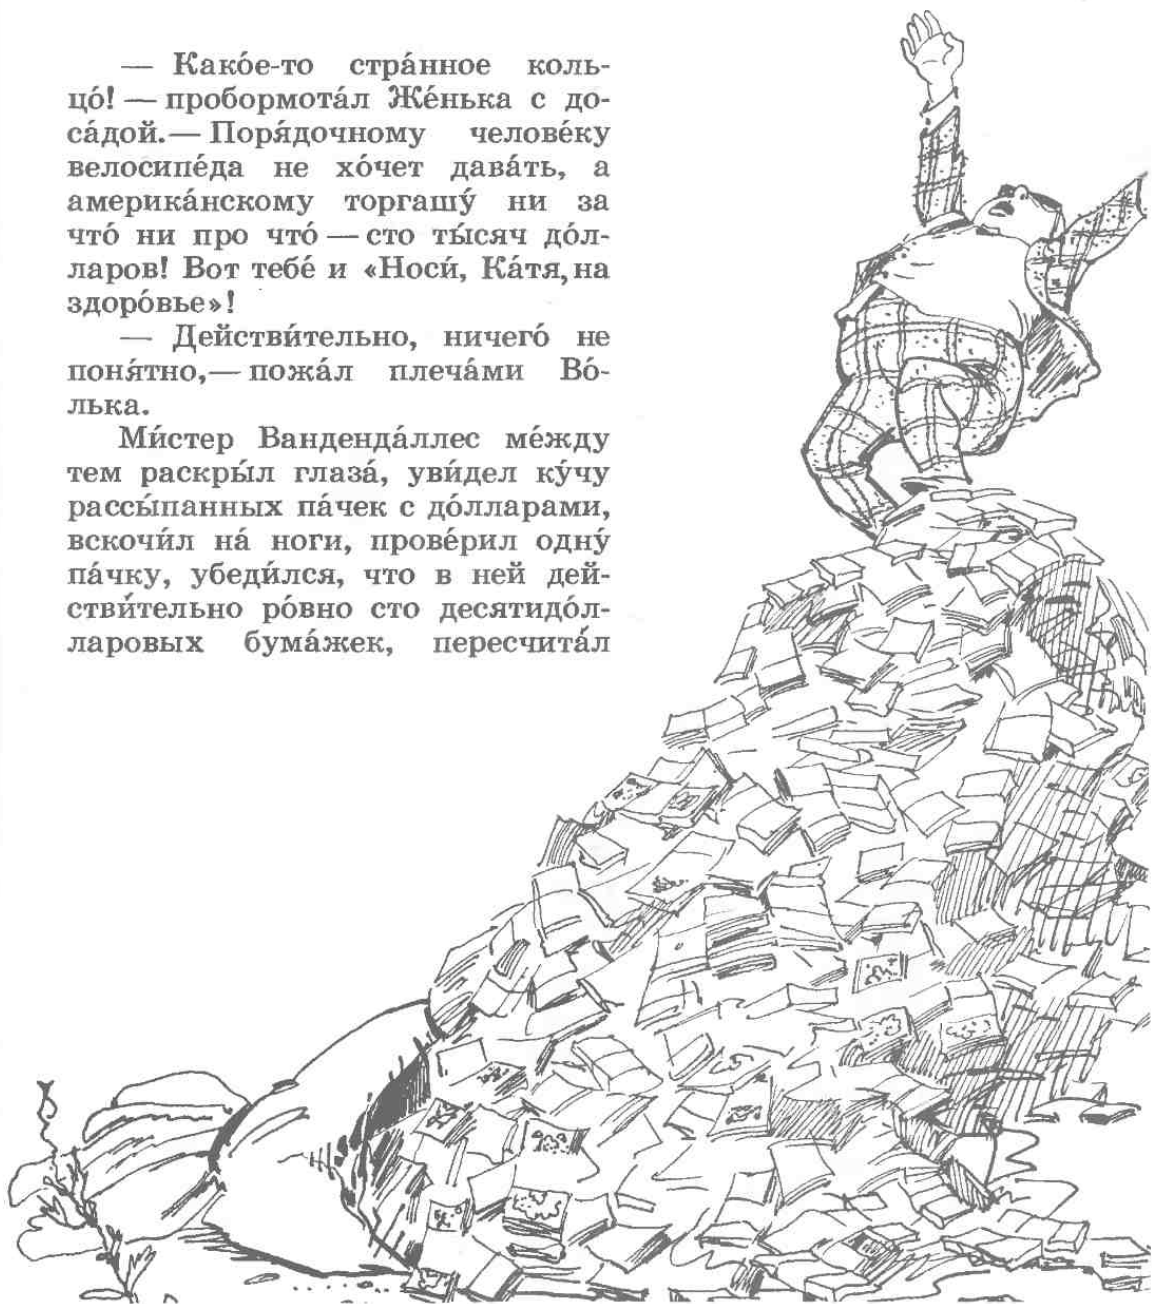 — Како́е-то стра́нное коль-
цо́! — пробормота́л Же́нька с до-
са́дой.— Поря́дочному челове́ку
велосипе́да не хо́чет дава́ть, а
америка́нскому торгашу́ ни за
что́ ни про что́ — сто ты́сяч до́л-
ларов! Вот тебе́ и «Носи́, Ка́тя, на
здоро́вье»!
— Действи́тельно, ничего́ не
поня́тно,— пожа́л плеча́ми Во́-
лька.
Ми́стер Ванденда́ллес ме́жду
тем раскры́л глаза́, уви́дел ку́чу
рассы́панных па́чек с до́лларами,
вскочи́л на́ ноги, прове́рил одну́
па́чку, убеди́лся, что в ней дей-
стви́тельно ро́вно сто десятидо́л-
ларовых бума́жек, пересчита́л